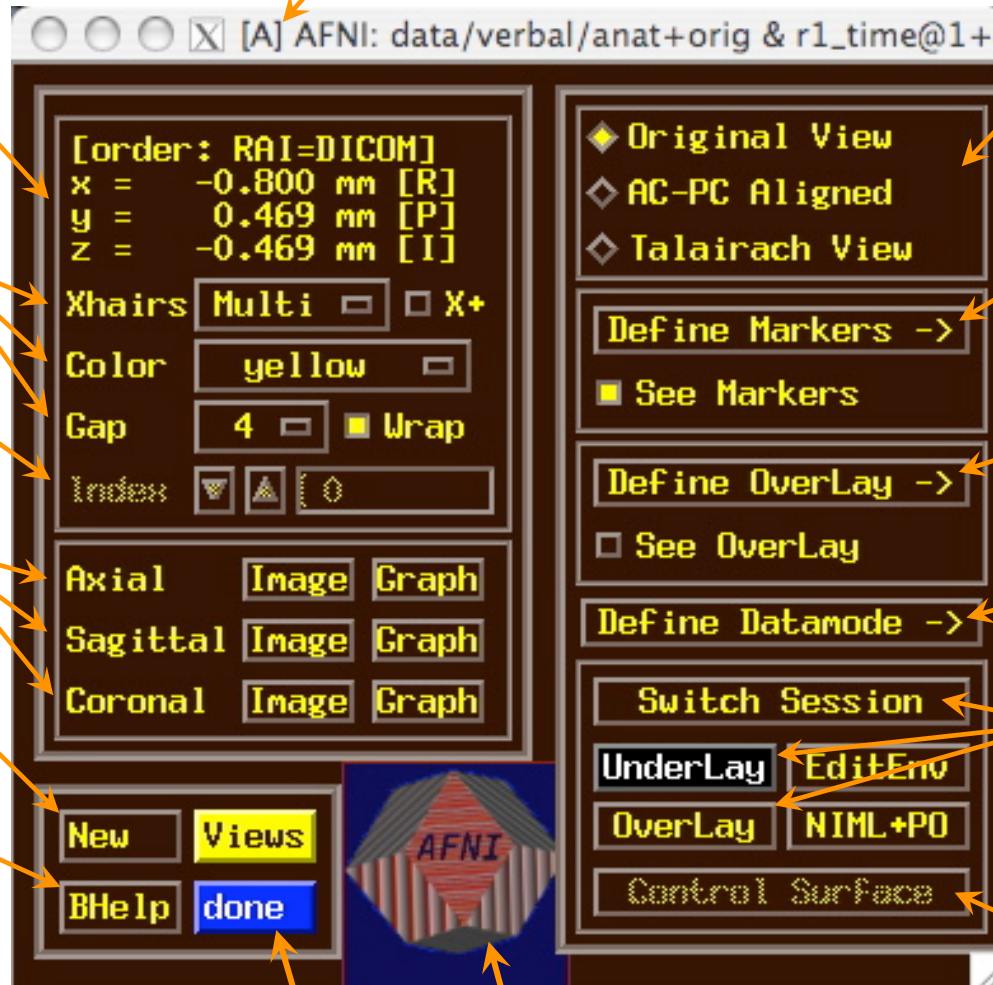 [A] AFNI: data/verbal/anat+orig & r1_time@1+
[order: RAI=DICOM]
x = -0.800 mm [R]
y = 0.469 mm [P]
z = -0.469 mm [I]
Xhairs Multi X+
Color yellow
Gap 4 Wrap
Index 0
Axial Image Graph
Sagittal Image Graph
Coronal Image Graph
New Views
BHelp done
AFNI
Original View
AC-PC Aligned
Talairach View
Define Markers ->
See Markers
Define OverLay ->
See OverLay
Define Datamode ->
Switch Session
UnderLay EditEnv
OverLay NIML+PO
Control Surface